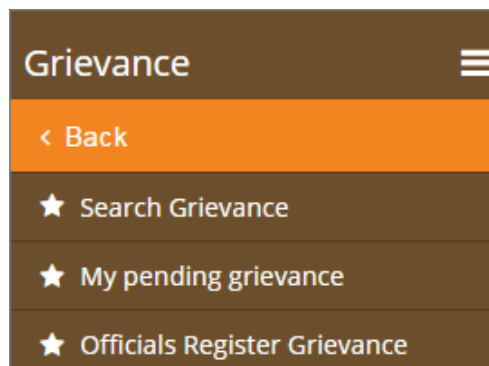 Grievance
< Back
Search Grievance
My pending grievance
Officials Register Grievance